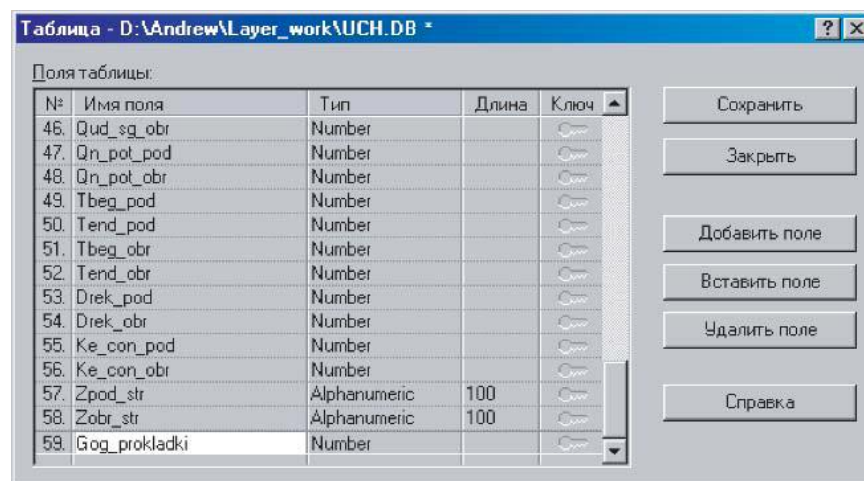 Таблица - D:\Andrew\Layer_work\UCH.DB *
Поля таблицы:
№ Имя поля Тип Длина Ключ
46. Qud_sg_obr Number
47. Qn_pot_pod Number
48. Qn_pot_obr Number
49. Tbeg_pod Number
50. Tend_pod Number
51. Tbeg_obr Number
52. Tend_obr Number
53. Drek_pod Number
54. Drek_obr Number
55. Ke_con_pod Number
56. Ke_con_obr Number
57. Zpod_str Alphanumeric 100
58. Zobr_str Alphanumeric 100
59. Gog_prokladki Number
Сохранить
Закрыть
Добавить поле
Вставить поле
Удалить поле
Справка